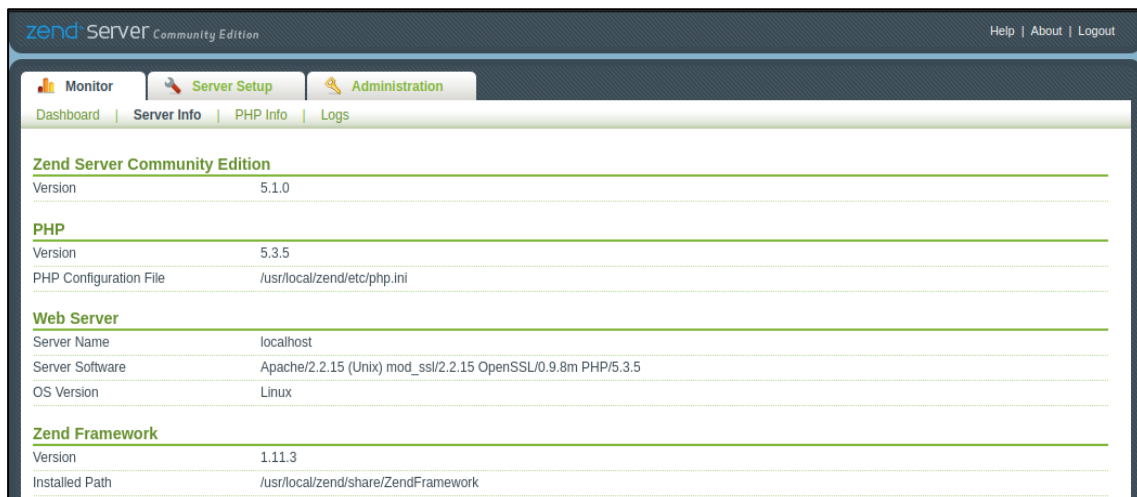 zend server Community Edition
Help | About | Logout
Monitor Server Setup Administration
Dashboard | Server Info | PHP Info | Logs
Zend Server Community Edition
Version 5.1.0
PHP
Version 5.3.5
PHP Configuration File /usr/local/zend/etc/php.ini
Web Server
Server Name localhost
Server Software Apache/2.2.15 (Unix) mod_ssl/2.2.15 OpenSSL/0.9.8m PHP/5.3.5
OS Version Linux
Zend Framework
Version 1.11.3
Installed Path /usr/local/zend/share/ZendFramework